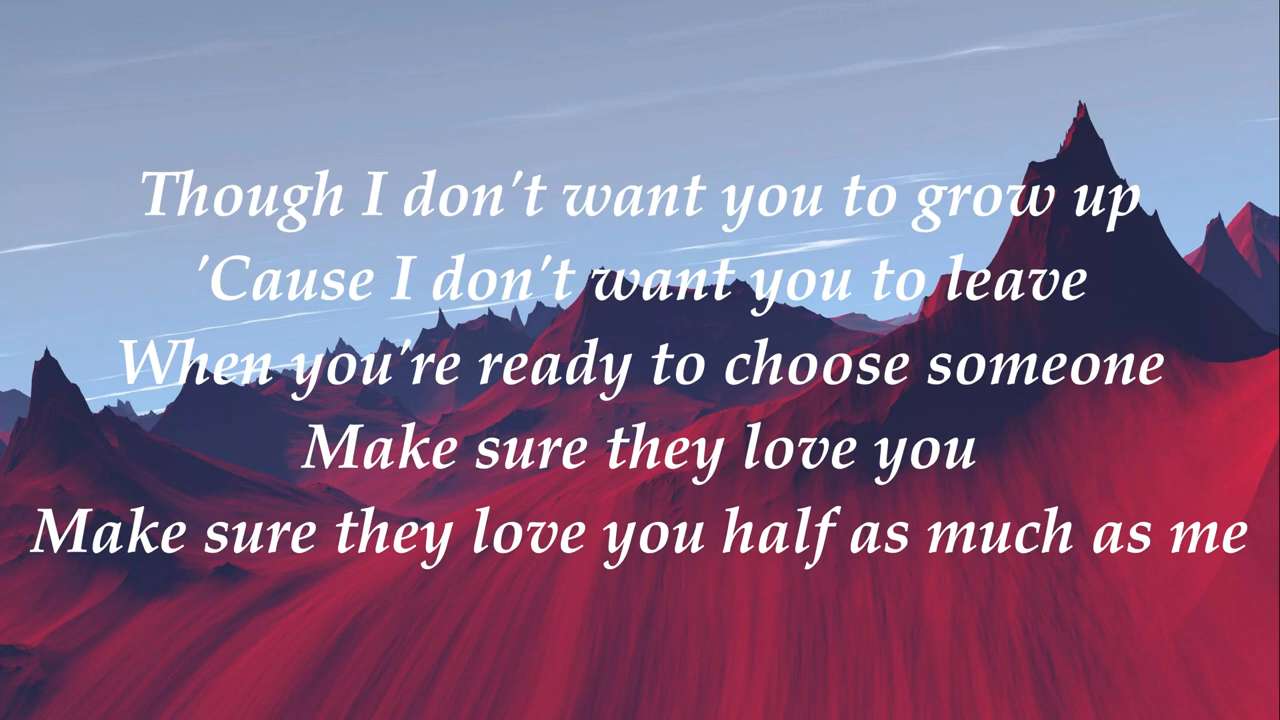 Though I don't want you to grow up
'Cause I don't want you to leave
When you're ready to choose someone
Make sure they love you
Make sure they love you half as much as me